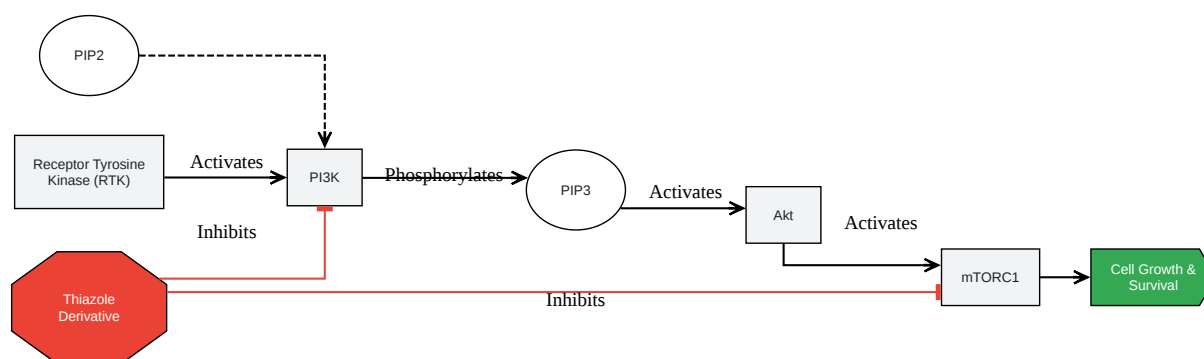 PIP2
Receptor Tyrosine
Kinase (RTK)
Activates
PI3K
Phosphorylates
PIP3
Activates
Akt
Activates
mTORC1
Cell Growth &
Survival
Inhibits
Thiazole
Derivative
Inhibits